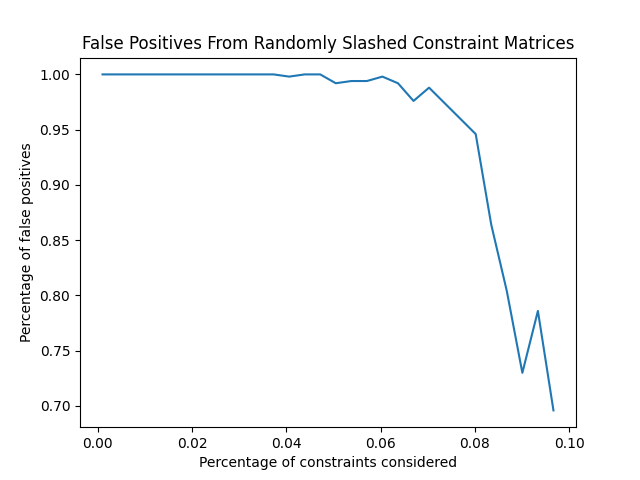 False Positives From Randomly Slashed Constraint Matrices
1.00
0.95
0.90
0.85
0.80
0.75
0.70
Percentage of false positives
0.00 0.02 0.04 0.06 0.08 0.10
Percentage of constraints considered